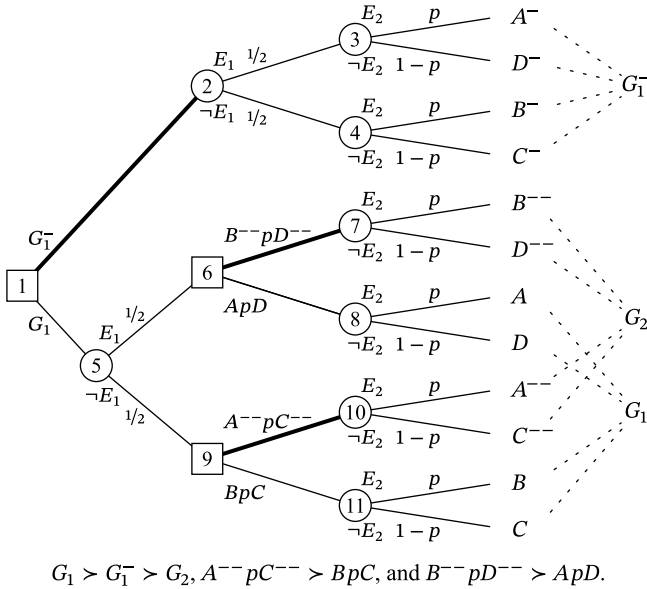 E₂ p A⁻
3
E₁ 1/2 ¬E₂ 1 − p D⁻
2 G₁⁻
¬E₁ 1/2 E₂ p B⁻
4
¬E₂ 1 − p C⁻
E₂ p B⁻⁻
G₁⁻ B⁻⁻pD⁻⁻ 7
¬E₂ 1 − p D⁻⁻
1 6
ApD E₂ p A
G₁ E₁ 1/2 8 G₂
¬E₂ 1 − p D
5
¬E₁ 1/2 E₂ p A⁻⁻
A⁻⁻pC⁻⁻ 10 G₁
¬E₂ 1 − p C⁻⁻
9
BpC E₂ p B
11
¬E₂ 1 − p C
G₁ ≻ G₁⁻ ≻ G₂, A⁻⁻pC⁻⁻ ≻ BpC, and B⁻⁻pD⁻⁻ ≻ ApD.